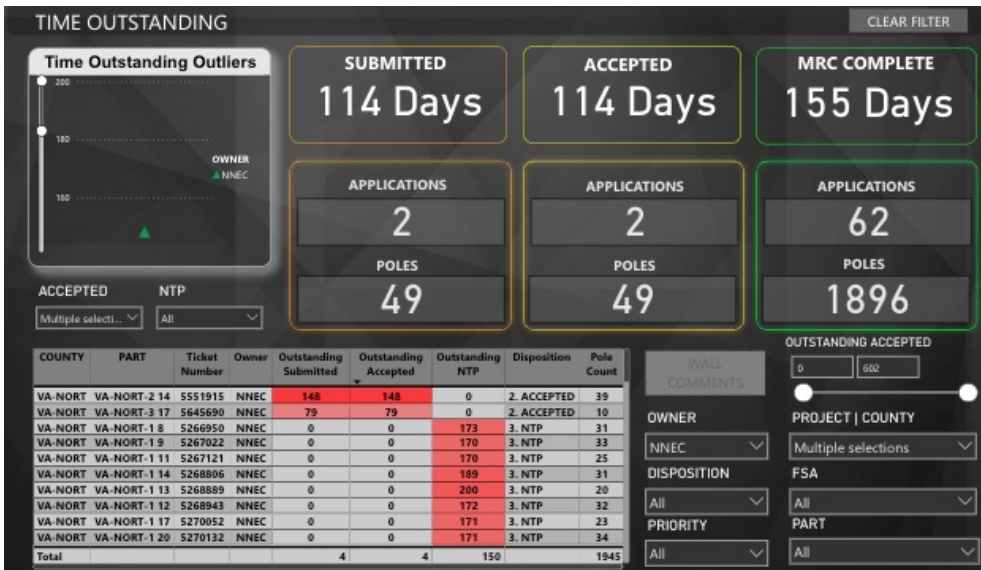 TIME OUTSTANDING
CLEAR FILTER
Time Outstanding Outliers
200
180
160
OWNER
NNEC
SUBMITTED
114 Days
ACCEPTED
114 Days
MRC COMPLETE
155 Days
APPLICATIONS
2
POLES
49
APPLICATIONS
2
POLES
49
APPLICATIONS
62
POLES
1896
ACCEPTED NTP
Multiple selecti... All
COUNTY PART Ticket Number Owner Outstanding Submitted Outstanding Accepted Outstanding NTP Disposition Pole Count
VA-NORT VA-NORT-2 14 5551915 NNEC 148 148 0 2. ACCEPTED 39
VA-NORT VA-NORT-3 17 5645690 NNEC 79 79 0 2. ACCEPTED 10
VA-NORT VA-NORT-1 8 5266950 NNEC 0 0 173 3. NTP 31
VA-NORT VA-NORT-1 9 5267022 NNEC 0 0 170 3. NTP 33
VA-NORT VA-NORT-1 11 5267121 NNEC 0 0 170 3. NTP 25
VA-NORT VA-NORT-1 14 5268806 NNEC 0 0 189 3. NTP 31
VA-NORT VA-NORT-1 13 5268889 NNEC 0 0 200 3. NTP 20
VA-NORT VA-NORT-1 12 5268943 NNEC 0 0 172 3. NTP 32
VA-NORT VA-NORT-1 17 5270052 NNEC 0 0 171 3. NTP 23
VA-NORT VA-NORT-1 20 5270132 NNEC 0 0 171 3. NTP 34
Total 4 4 150 1945
WALL
COMMENTS
OUTSTANDING ACCEPTED
0 602
OWNER
NNEC
PROJECT | COUNTY
Multiple selections
DISPOSITION
All
FSA
All
PRIORITY
All
PART
All